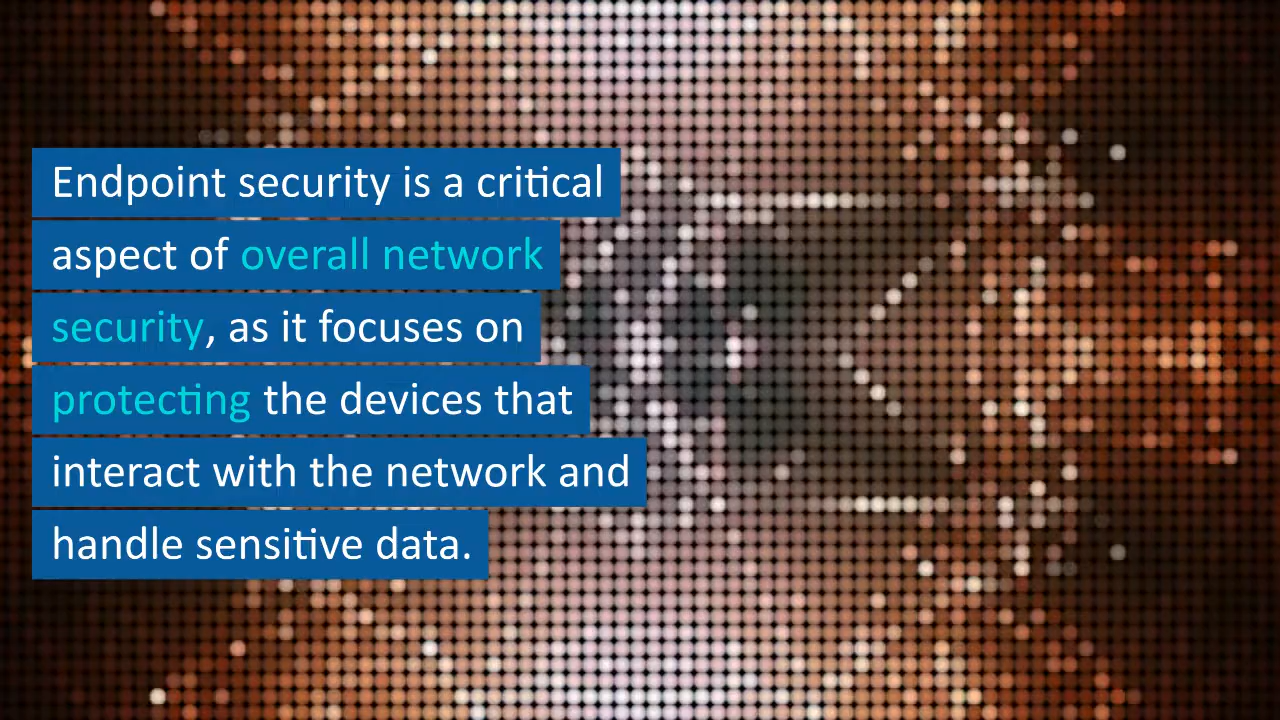 Endpoint security is a critical
aspect of overall network
security, as it focuses on
protecting the devices that
interact with the network and
handle sensitive data.